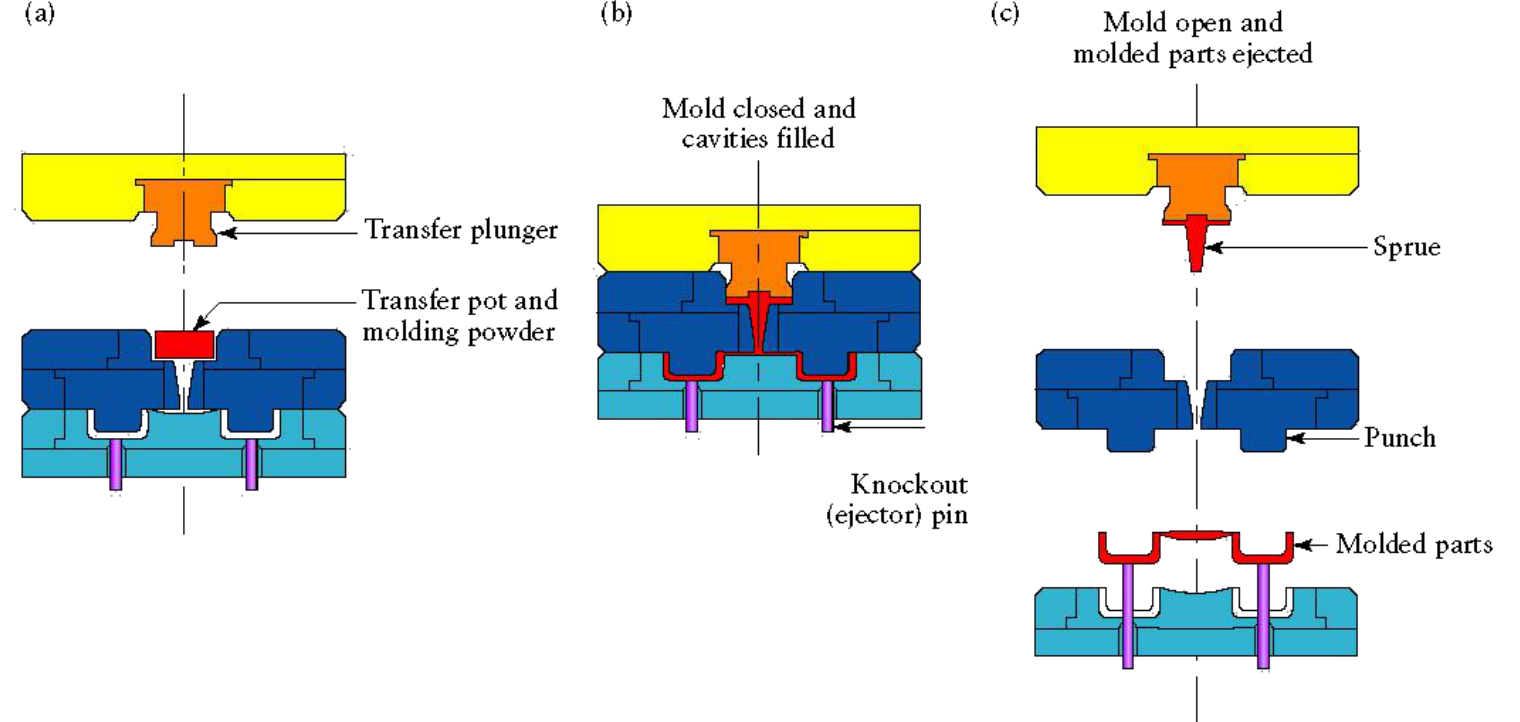 (a)
Transfer plunger
Transfer pot and
molding powder
(b)
Mold closed and
cavities filled
Knockout
(ejector) pin
(c)
Mold open and
molded parts ejected
Sprue
Punch
Molded parts